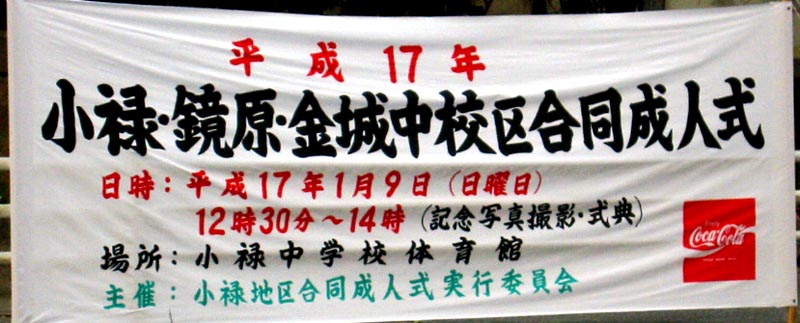 平成17年
小禄・鏡原・金城中校区合同成人式
日時：平成17年1月9日（日曜日）
12時30分〜14時（記念写真撮影・式典）
場所：小禄中学校体育館
主催：小禄地区合同成人式実行委員会
Enjoy
Coca-Cola